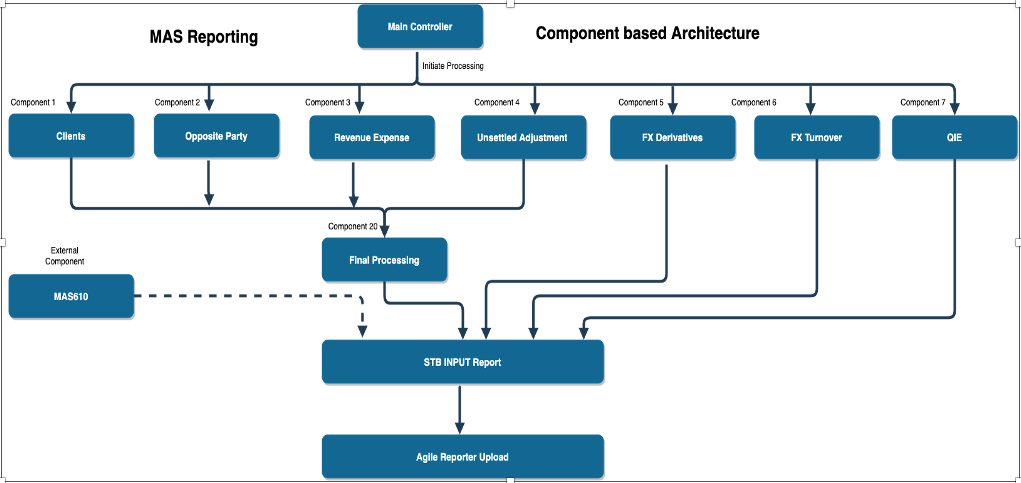 Main Controller
MAS Reporting
Component based Architecture
Initiate Processing
Component 1
Component 2
Component 3
Component 4
Component 5
Component 6
Component 7
Clients
Opposite Party
Revenue Expense
Unsettled Adjustment
FX Derivatives
FX Turnover
QIE
Component 20
Final Processing
External
Component
MAS610
STB INPUT Report
Agile Reporter Upload